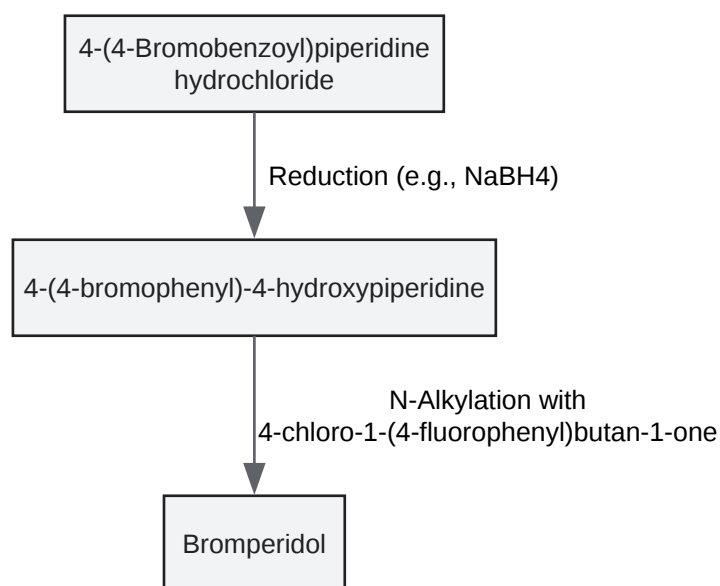 4-(4-Bromobenzoyl)piperidine
hydrochloride
Reduction (e.g., NaBH4)
4-(4-bromophenyl)-4-hydroxypiperidine
N-Alkylation with
4-chloro-1-(4-fluorophenyl)butan-1-one
Bromperidol